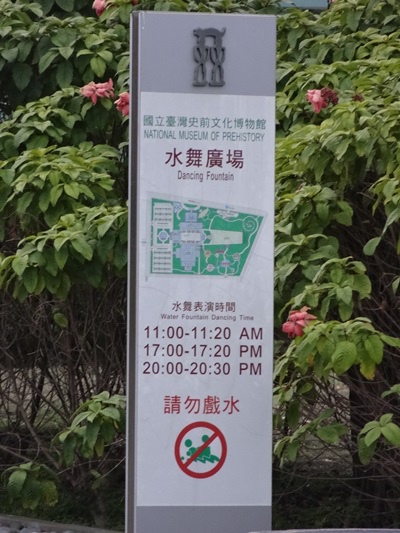 國立臺灣史前文化博物館
NATIONAL MUSEUM OF PREHISTORY
水舞廣場
Dancing Fountain
水舞表演時間
Water Fountain Dancing Time
11:00-11:20 AM
17:00-17:20 PM
20:00-20:30 PM
請勿戲水